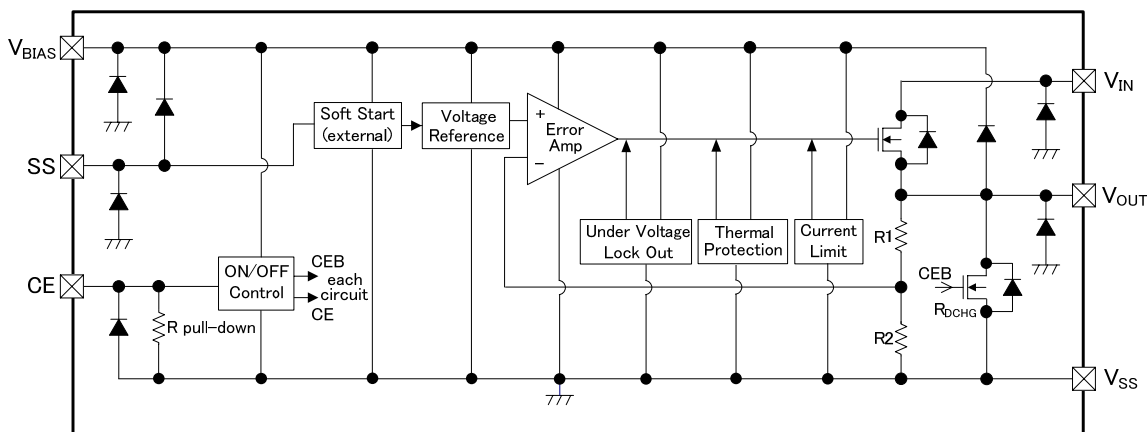 VBIAS
VIN
Soft Start
(external)
Voltage
Reference
+
Error
Amp
−
SS
VOUT
Under Voltage
Lock Out
Thermal
Protection
Current
Limit
R1
CE
ON/OFF
Control
CEB
each
circuit
CE
CEB
RDCHG
R pull-down
R2
VSS